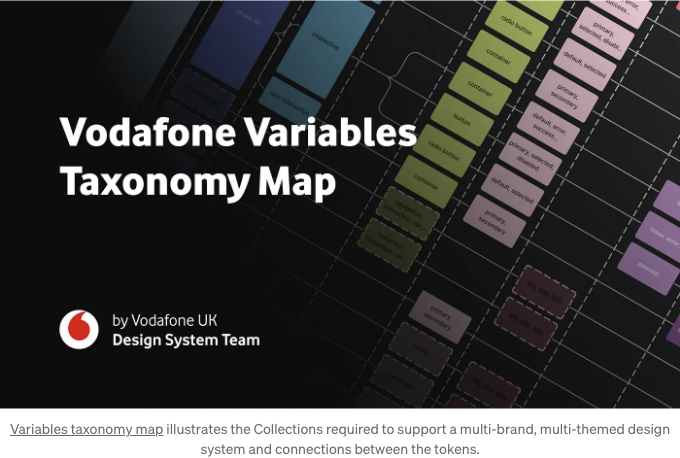 Vodafone Variables
Taxonomy Map
by Vodafone UK
Design System Team
interactive
non-interactive
radio button
container
container
button
radio button
container
primary,
selected, disabl...
default, selected
primary,
secondary
default, error,
success...
primary, selected,
disabled
default, selected
primary,
secondary
hover, error
pressed
primary,
secondary
Variables taxonomy map illustrates the Collections required to support a multi-brand, multi-themed design
system and connections between the tokens.